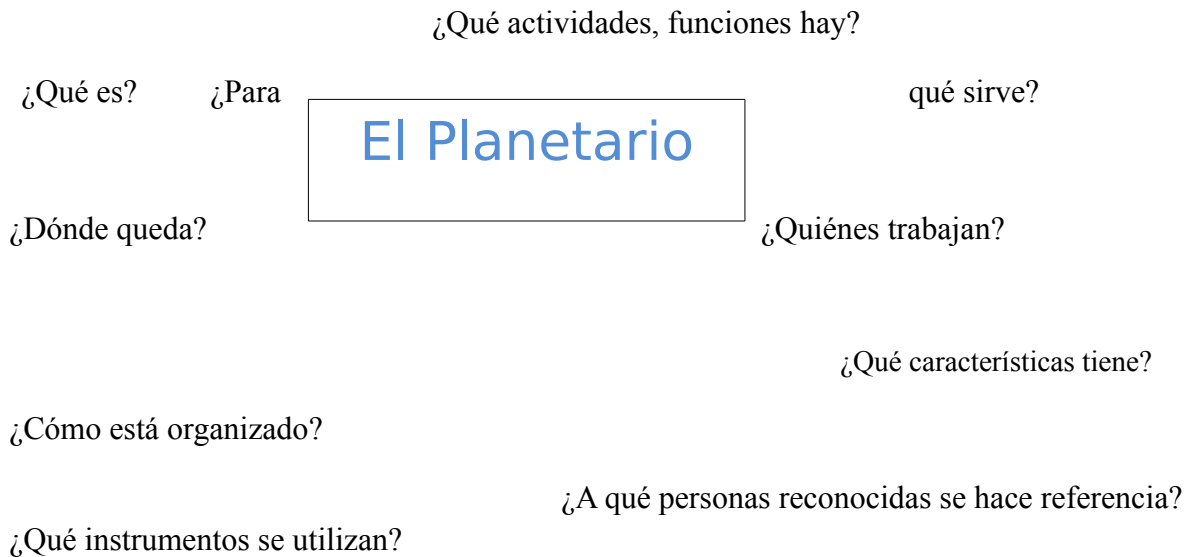 ¿Qué actividades, funciones hay?
¿Qué es? ¿Para qué sirve?
El Planetario
¿Dónde queda? ¿Quiénes trabajan?
¿Qué característícas tiene?
¿Cómo está organizado?
¿A qué personas reconocidas se hace referencia?
¿Qué instrumentos se utilizan?